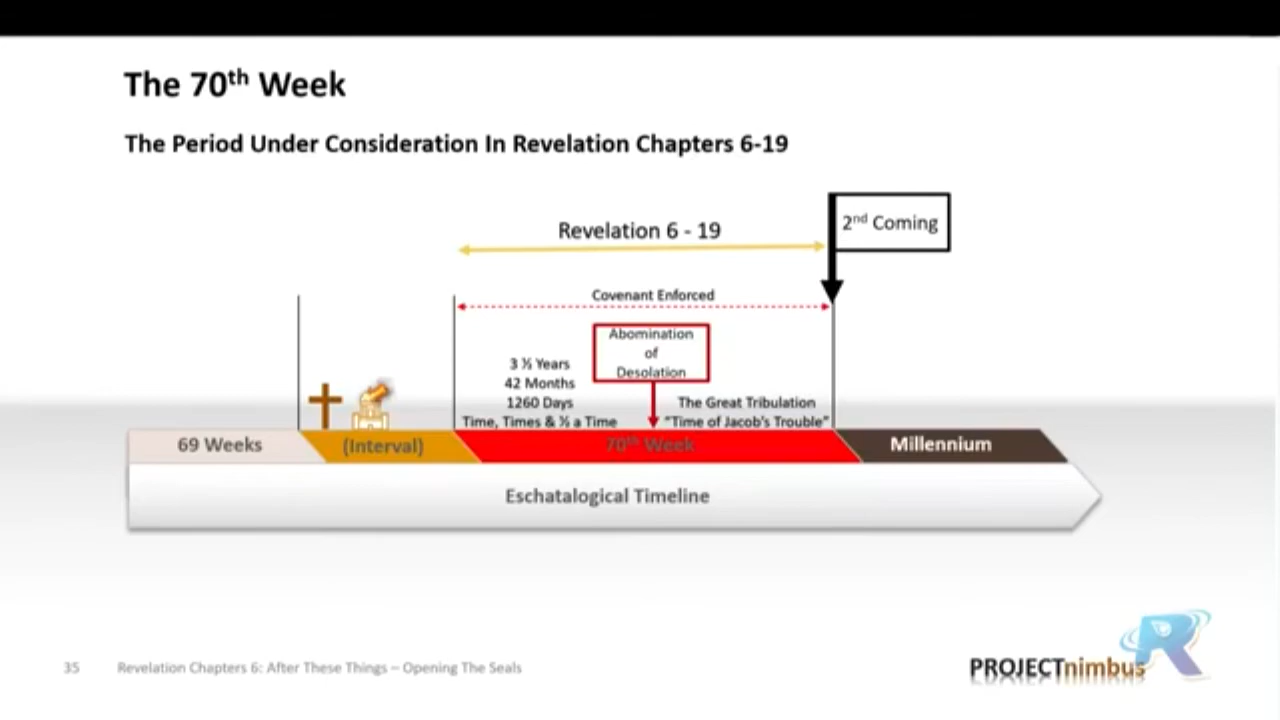 The 70th Week
The Period Under Consideration In Revelation Chapters 6-19
2nd Coming
Revelation 6 - 19
Covenant Enforced
Abomination
of
Desolation
3 ½ Years
42 Months
1260 Days
Time, Times & ½ a Time
The Great Tribulation
"Time of Jacob's Trouble"
69 Weeks
(Interval)
70th Week
Millennium
Eschatalogical Timeline
35
Revelation Chapters 6: After These Things – Opening The Seals
PROJECTnimbus
R